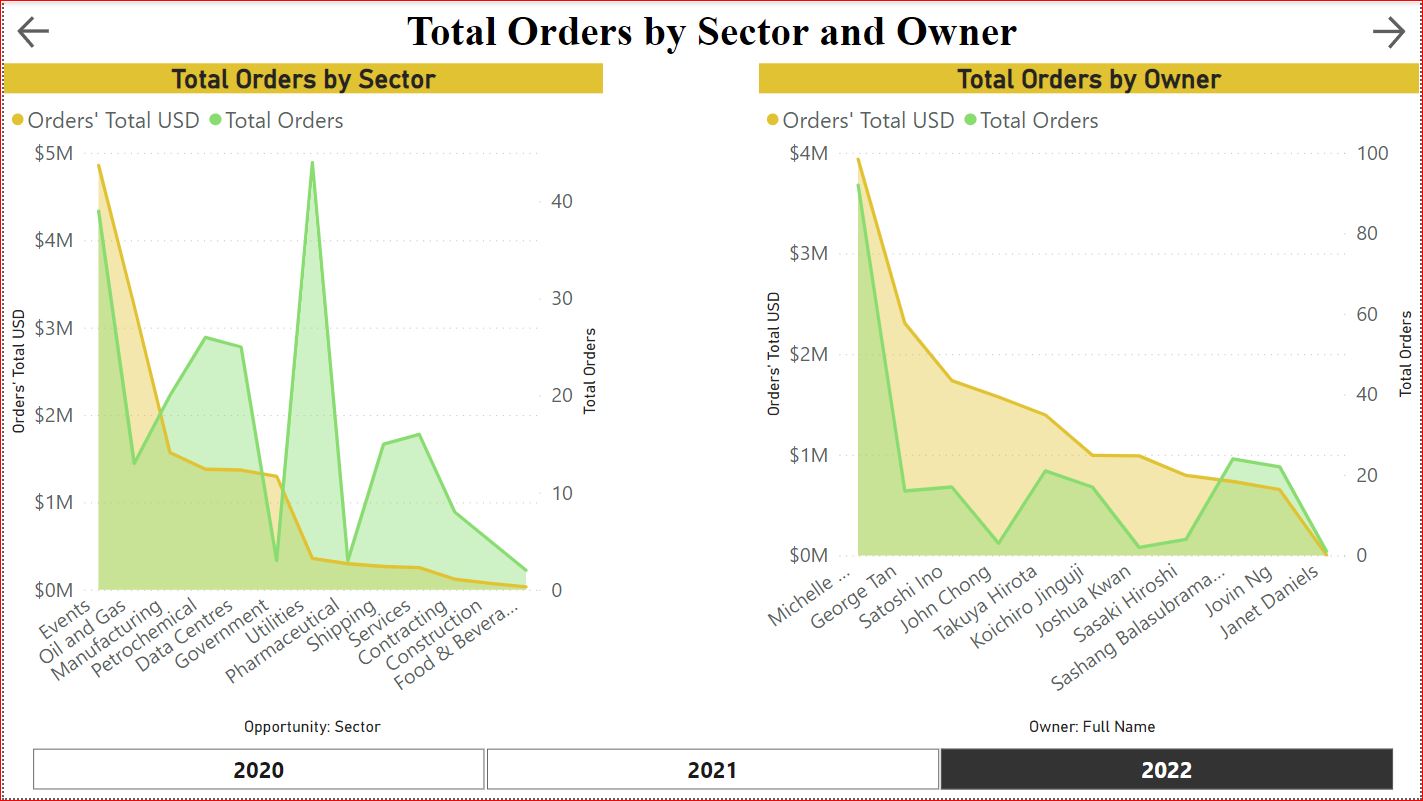 Total Orders by Sector and Owner
Total Orders by Sector
Orders' Total USD Total Orders
$5M
$4M
$3M
$2M
$1M
$0M
Orders' Total USD
40
30
20
10
0
Total Orders
Events
Oil and Gas
Manufacturing
Petrochemical
Data Centres
Government
Utilities
Pharmaceutical
Shipping
Services
Contracting
Construction
Food & Bevera...
Opportunity: Sector
Total Orders by Owner
Orders' Total USD Total Orders
$4M
$3M
$2M
$1M
$0M
Orders' Total USD
100
80
60
40
20
0
Total Orders
Michelle ...
George Tan
Satoshi Ino
John Chong
Takuya Hirota
Koichiro Jinguji
Joshua Kwan
Sasaki Hiroshi
Sashang Balasubrama...
Jovin Ng
Janet Daniels
Owner: Full Name
2020
2021
2022